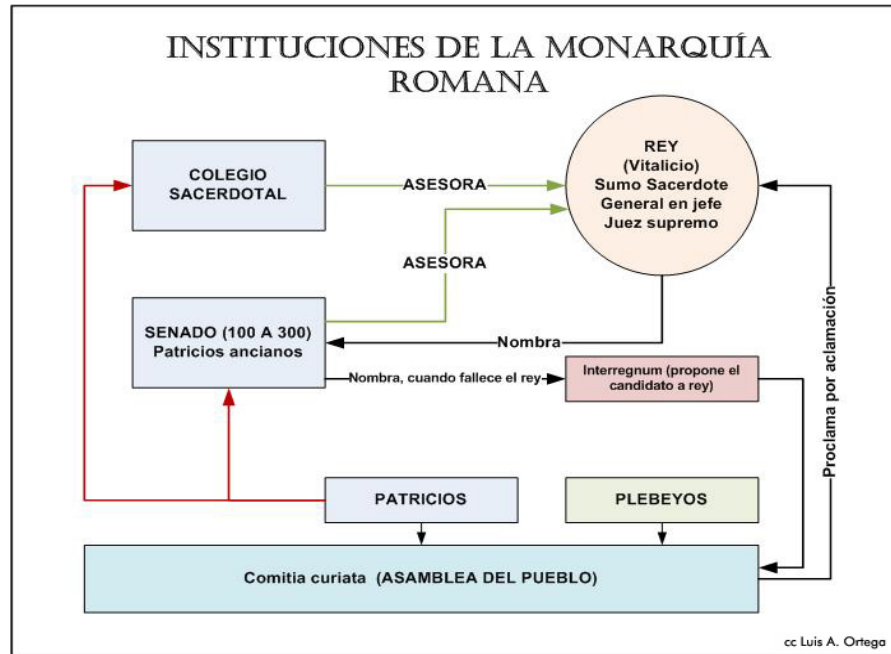 INSTITUCIONES DE LA MONARQUÍA
ROMANA
COLEGIO
SACERDOTAL
ASESORA
REY
(Vitalicio)
Sumo Sacerdote
General en jefe
Juez supremo
ASESORA
SENADO (100 A 300)
Patricios ancianos
Nombra
Nombra, cuando fallece el rey
Interregnum (propone el
candidato a rey)
Proclama por aclamación
PATRICIOS
PLEBEYOS
Comitia curiata (ASAMBLEA DEL PUEBLO)
cc Luis A. Ortega